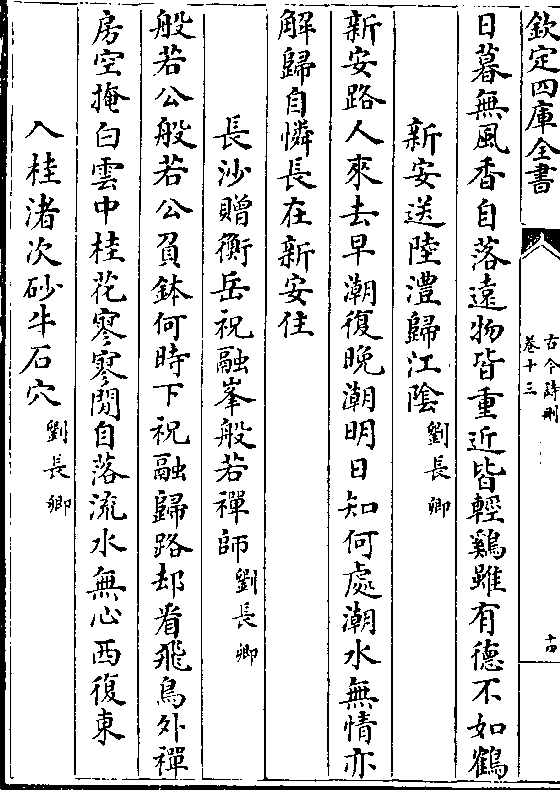 欽定四庫全書
古今詩刪
卷十三
十四
日暮無風香自落遠物皆重近皆輕鷄雖有德不如鶴
新安送陸澧歸江隂
劉長卿
新安路人來去早潮復晚潮明日知何處潮水無情亦
解歸自憐長在新安住
長沙贈衡岳祝融峯般若禪師
劉長卿
般若公般若公負鉢何時下祝融歸路却看飛鳥外禪
房空掩白雲中桂花寥寥閒自落流水無心西復東
入桂渚次砂牛石穴
劉長卿